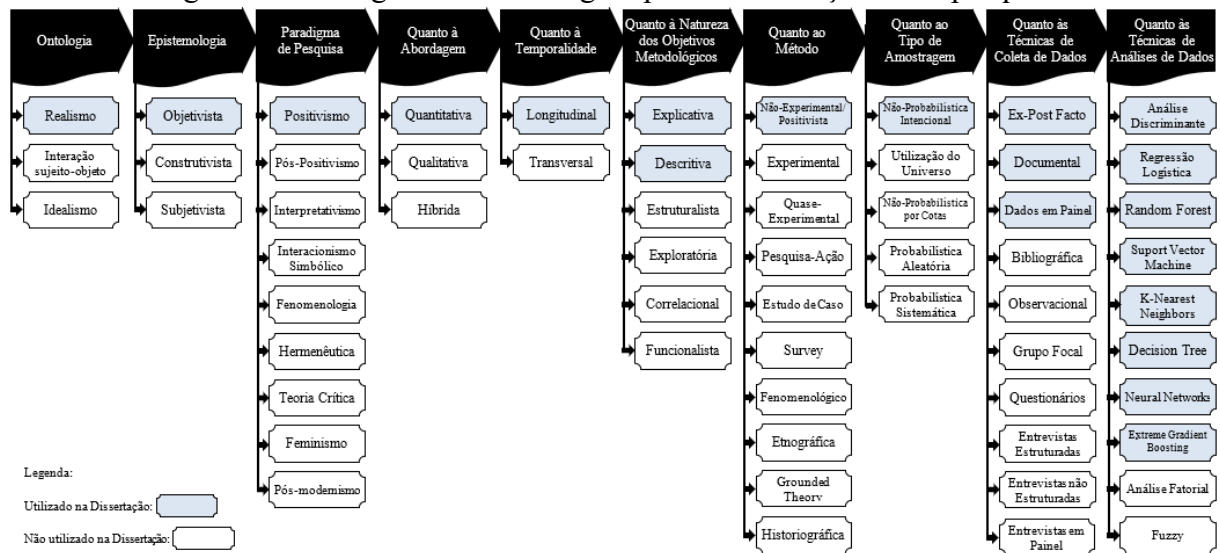 Ontologia
Epistemologia
Paradigma
de Pesquisa
Quanto à
Abordagem
Quanto à
Temporalidade
Quanto à Natureza
dos Objetivos
Metodológicos
Quanto ao
Método
Quanto ao
Tipo de
Amostragem
Quanto às
Técnicas de
Coleta de Dados
Quanto às
Técnicas de
Análises de Dados
Realismo
Interação
sujeito-objeto
Idealismo
Objetivista
Construtivista
Subjetivista
Positivismo
Pós-Positivismo
Interpretativismo
Interacionismo
Simbólico
Fenomenologia
Hermenêutica
Teoria Crítica
Feminismo
Pós-modernismo
Quantitativa
Qualitativa
Híbrida
Longitudinal
Transversal
Explicativa
Descritiva
Estruturalista
Exploratória
Correlacional
Funcionalista
Não-Experimental/
Positivista
Experimental
Quase-
Experimental
Pesquisa-Ação
Estudo de Caso
Survey
Fenomenológico
Etnográfica
Grounded
Theory
Historiográfica
Não-Probabilística
Intencional
Utilização do
Universo
Não-Probabilística
por Cotas
Probabilística
Aleatória
Probabilística
Sistemática
Ex-Post Facto
Documental
Dados em Painel
Bibliográfica
Observacional
Grupo Focal
Questionários
Entrevistas
Estruturadas
Entrevistas não
Estruturadas
Entrevistas em
Painel
Análise
Discriminante
Regressão
Logística
Random Forest
Suport Vector
Machine
K-Nearest
Neighbors
Decision Tree
Neural Networks
Extreme Gradient
Boosting
Análise Fatorial
Fuzzy
Legenda:
Utilizado na Dissertação:
Não utilizado na Dissertação: